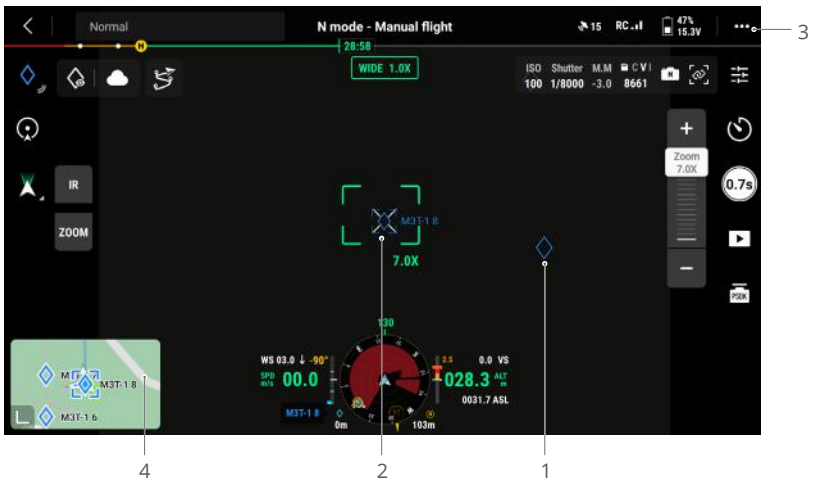 Normal
N mode - Manual flight
15
RC
47%
15.3V
3
H
28:58
WIDE 1.0X
ISO Shutter M.M C V I
100 1/8000 -3.0 8661
N
Zoom
7.0X
IR
0.7s
M3T-1 8
ZOOM
7.0X
PSDK
130
WS 03.0 ↓ -90°
2.5
0.0 VS
SPD
m/s
00.0
028.3 ALT
m
0031.7 ASL
E
M3T-1 8
M3T-1 6
M3T-1 8
0m
103m
4
2
1